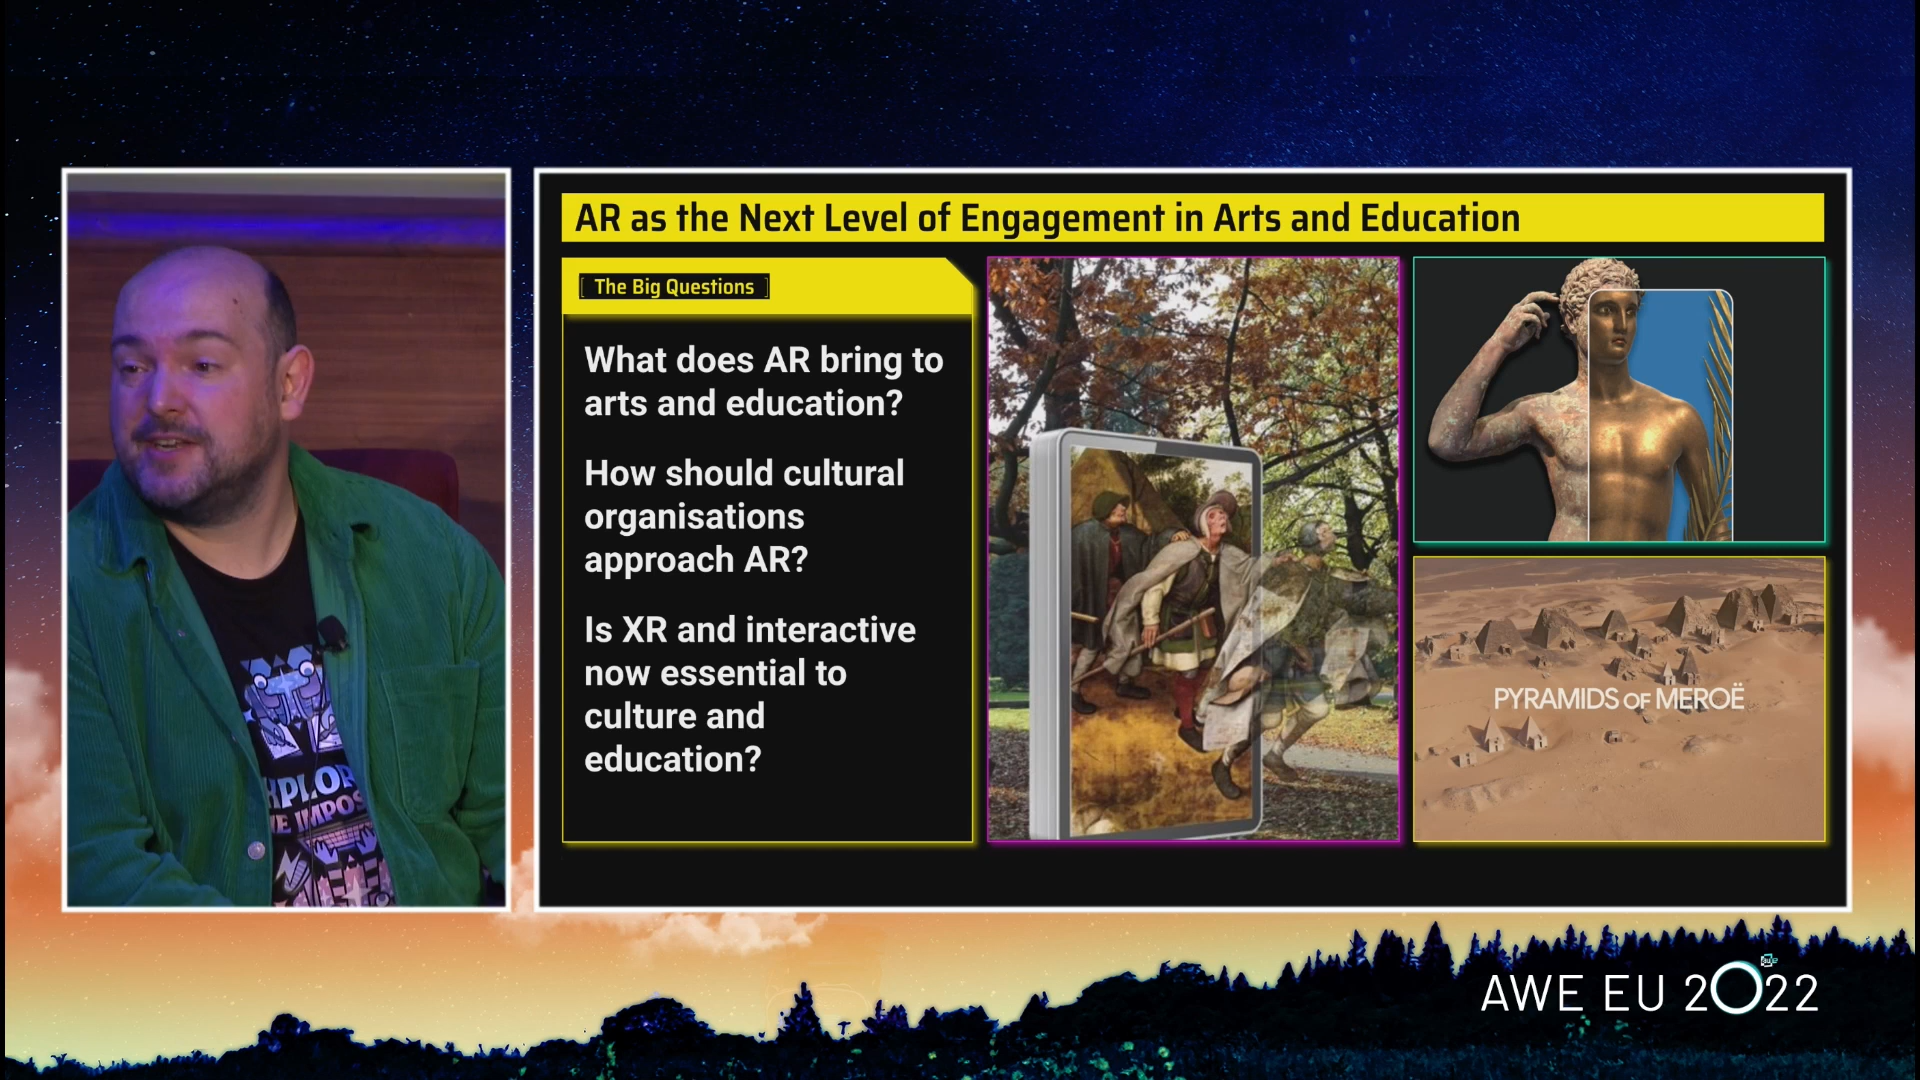 AR as the Next Level of Engagement in Arts and Education
The Big Questions
What does AR bring to
arts and education?
How should cultural
organisations
approach AR?
Is XR and interactive
now essential to
culture and
education?
PYRAMIDS OF MEROË
XPLOR
E IMPOS
AWE EU 2022